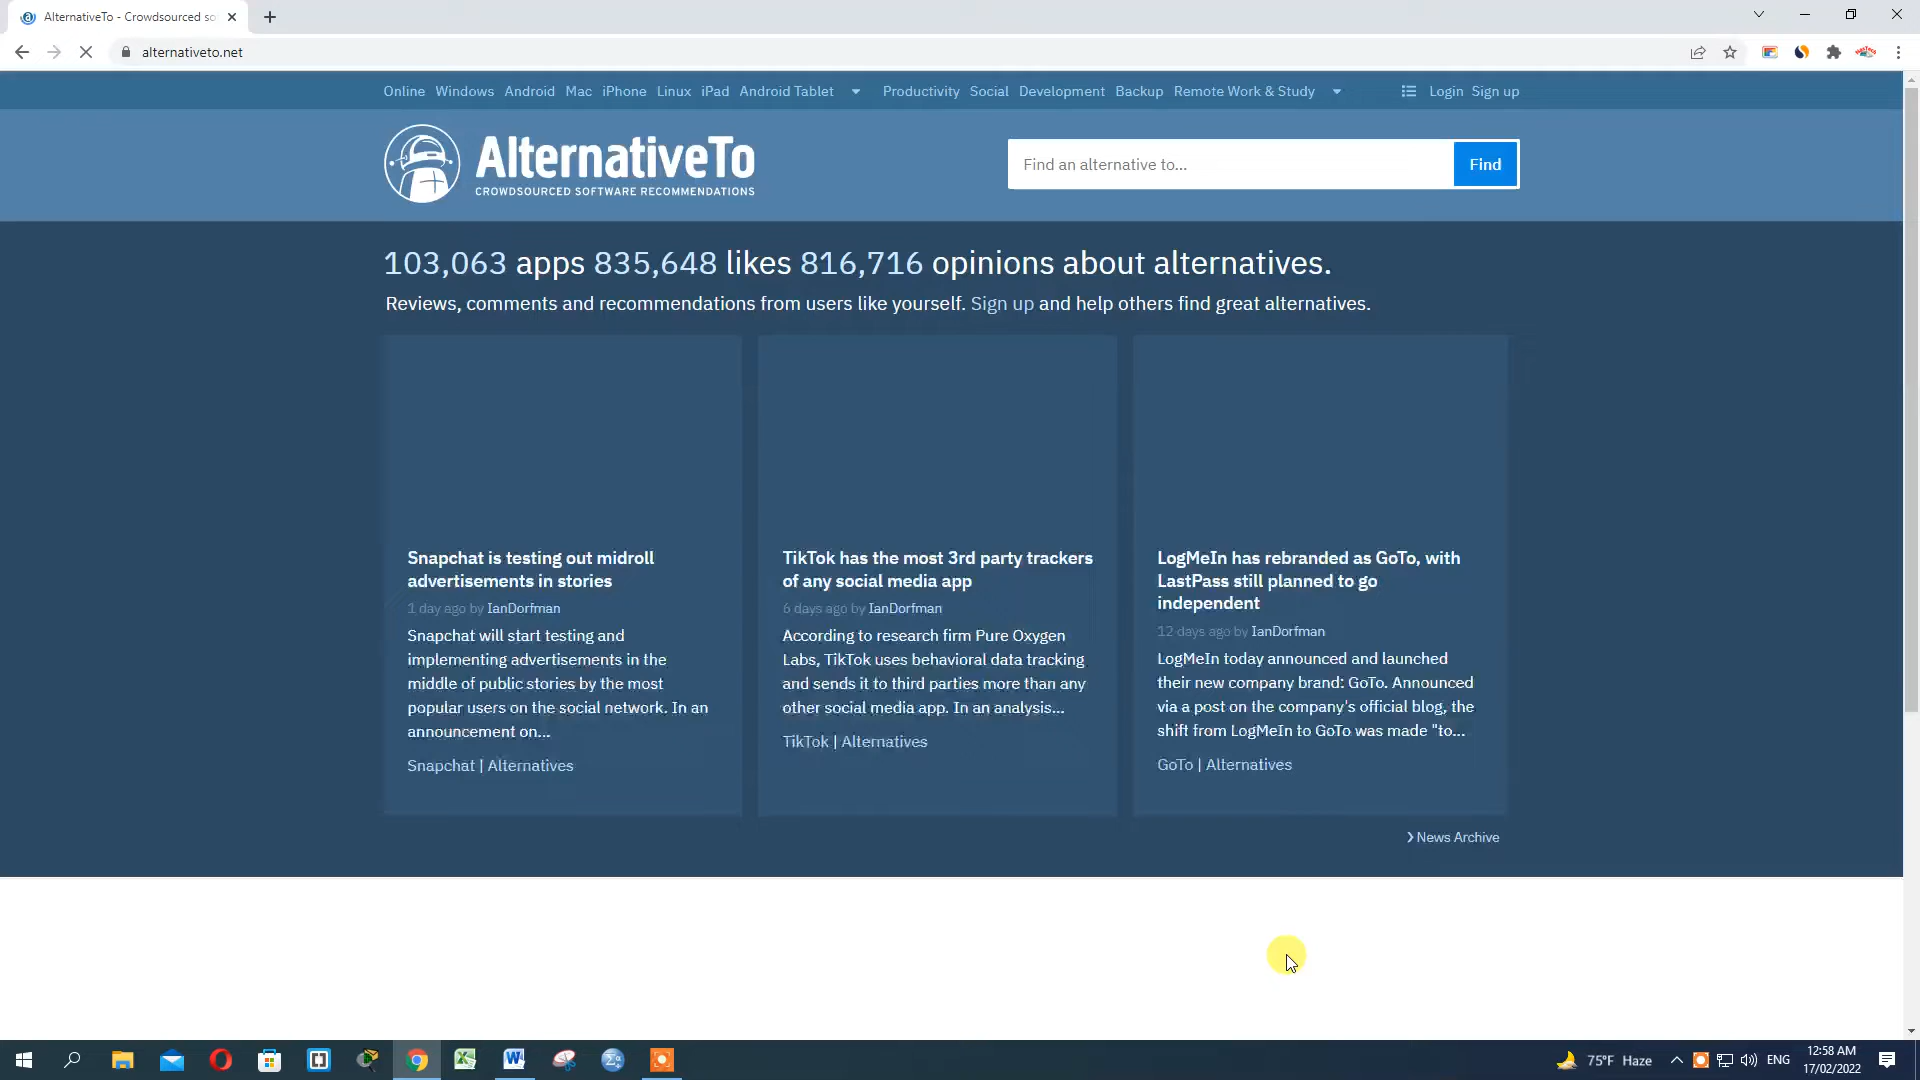 AlternativeTo - Crowdsourced so
alternativeto.net
Online Windows Android Mac iPhone Linux iPad Android Tablet Productivity Social Development Backup Remote Work & Study Login Sign up
AlternativeTo
CROWDSOURCED SOFTWARE RECOMMENDATIONS
Find an alternative to... Find
103,063 apps 835,648 likes 816,716 opinions about alternatives.
Reviews, comments and recommendations from users like yourself. Sign up and help others find great alternatives.
Snapchat is testing out midroll
advertisements in stories
1 day ago by IanDorfman
Snapchat will start testing and
implementing advertisements in the
middle of public stories by the most
popular users on the social network. In an
announcement on...
Snapchat | Alternatives
TikTok has the most 3rd party trackers
of any social media app
6 days ago by IanDorfman
According to research firm Pure Oxygen
Labs, TikTok uses behavioral data tracking
and sends it to third parties more than any
other social media app. In an analysis...
TikTok | Alternatives
LogMeIn has rebranded as GoTo, with
LastPass still planned to go
independent
12 days ago by IanDorfman
LogMeIn today announced and launched
their new company brand: GoTo. Announced
via a post on the company's official blog, the
shift from LogMeIn to GoTo was made "to...
GoTo | Alternatives
News Archive
75°F Haze ENG
12:58 AM
17/02/2022